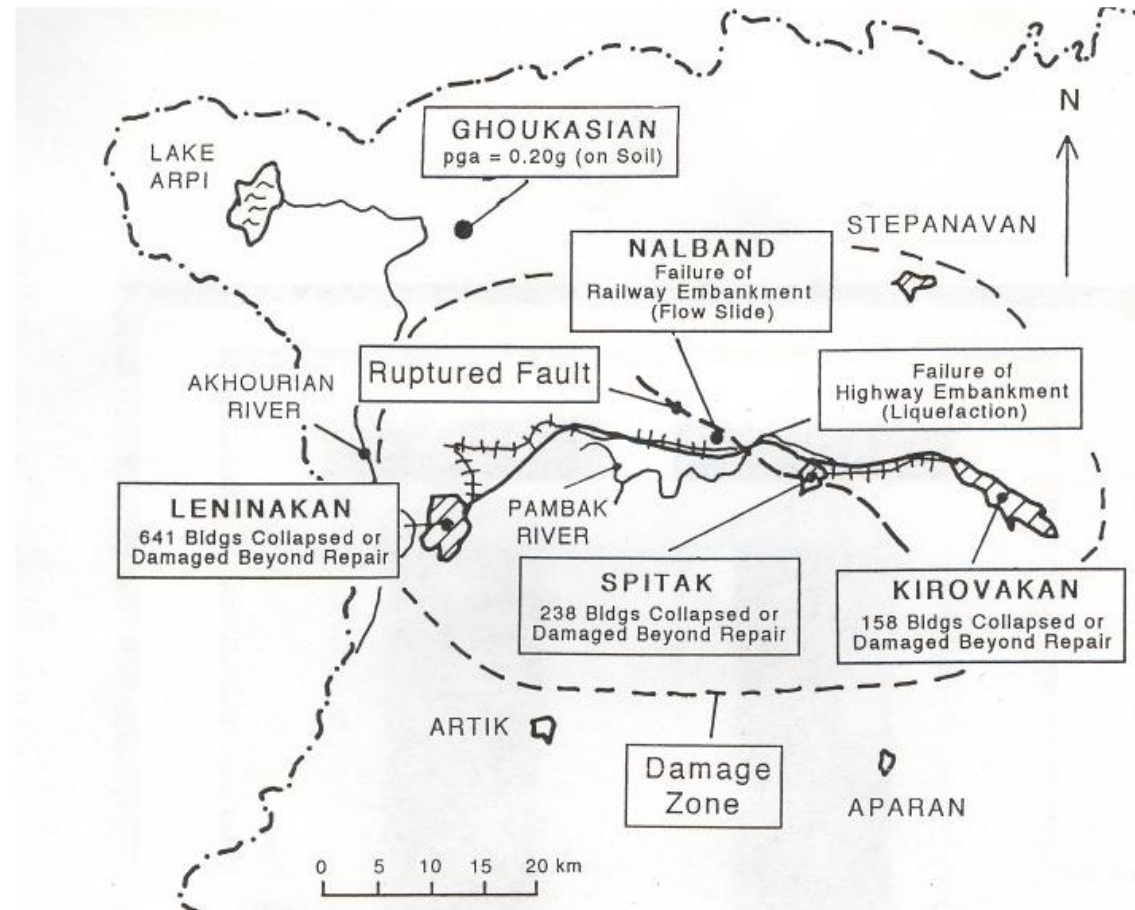 N
GHOUKASIAN
pga = 0.20g (on Soil)
LAKE
ARPI
STEPANAVAN
NALBAND
Failure of
Railway Embankment
(Flow Slide)
Ruptured Fault
Failure of
Highway Embankment
(Liquefaction)
AKHOURIAN
RIVER
LENINAKAN
641 Bldgs Collapsed or
Damaged Beyond Repair
PAMBAK
RIVER
SPITAK
238 Bldgs Collapsed or
Damaged Beyond Repair
KIROVAKAN
158 Bldgs Collapsed or
Damaged Beyond Repair
ARTIK
Damage
Zone
APARAN
0 5 10 15 20 km